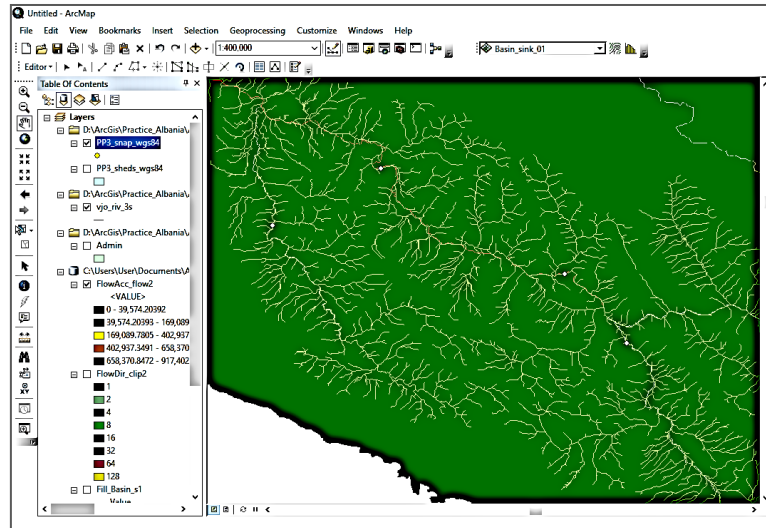 Untitled - ArcMap
File Edit View Bookmarks Insert Selection Geoprocessing Customize Windows Help
1:400.000
Basin_sink_01
Editor
Table Of Contents
Layers
D:\ArcGis\Practice_Albania\
PP3_snap_wgs84
PP3_sheds_wgs84
D:\ArcGis\Practice_Albania\
vjo_riv_3s
D:\ArcGis\Practice_Albania\
Admin
C:\Users\User\Documents\A
FlowAcc_flow2
<VALUE>
0 - 39,574.20392
39,574.20393 - 169,089
169,089.7805 - 402,937
402,937.3491 - 658,370
658,370.8472 - 917,402
FlowDir_clip2
1
2
4
8
16
32
64
128
Fill_Basin_s1
Value